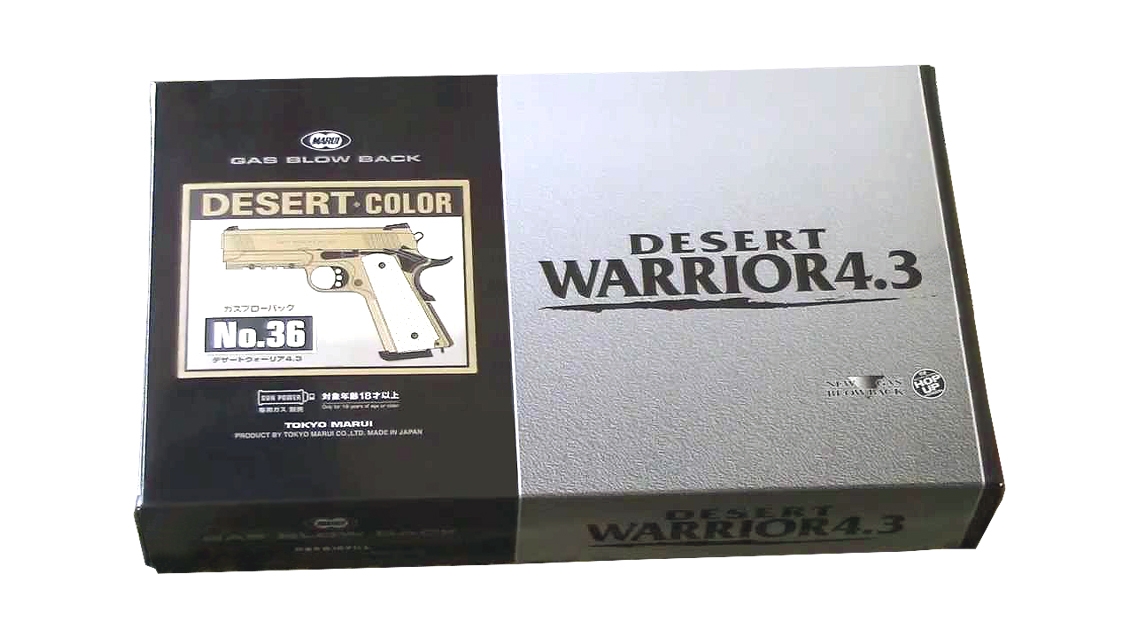 MARUI
GAS BLOW BACK
DESERT・COLOR
ガスブローバック
No.36
デザートウォーリア4.3
GUN POWER
専用ガス 別売
対象年齢18才以上
Only for 18 years of age or older
TOKYO MARUI
PRODUCT BY TOKYO MARUI CO.,LTD. MADE IN JAPAN
DESERT
WARRIOR4.3
NEW GAS
BLOWBACK
HOP
UP
GAS BLOW BACK
DESERT
WARRIOR4.3